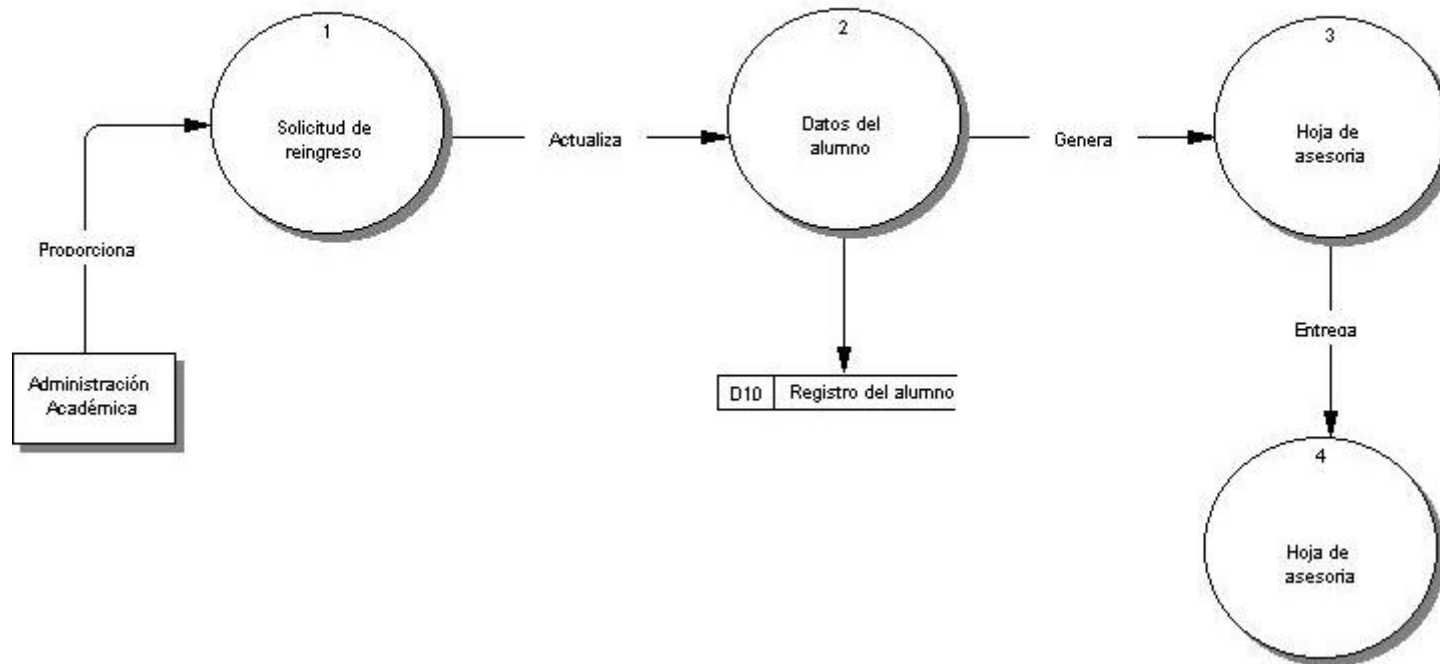 1
Solicitud de
reingreso
Actualiza
2
Datos del
alumno
Genera
3
Hoja de
asesoria
Proporciona
Entrega
Administración
Académica
D10
Registro del alumno
4
Hoja de
asesoria